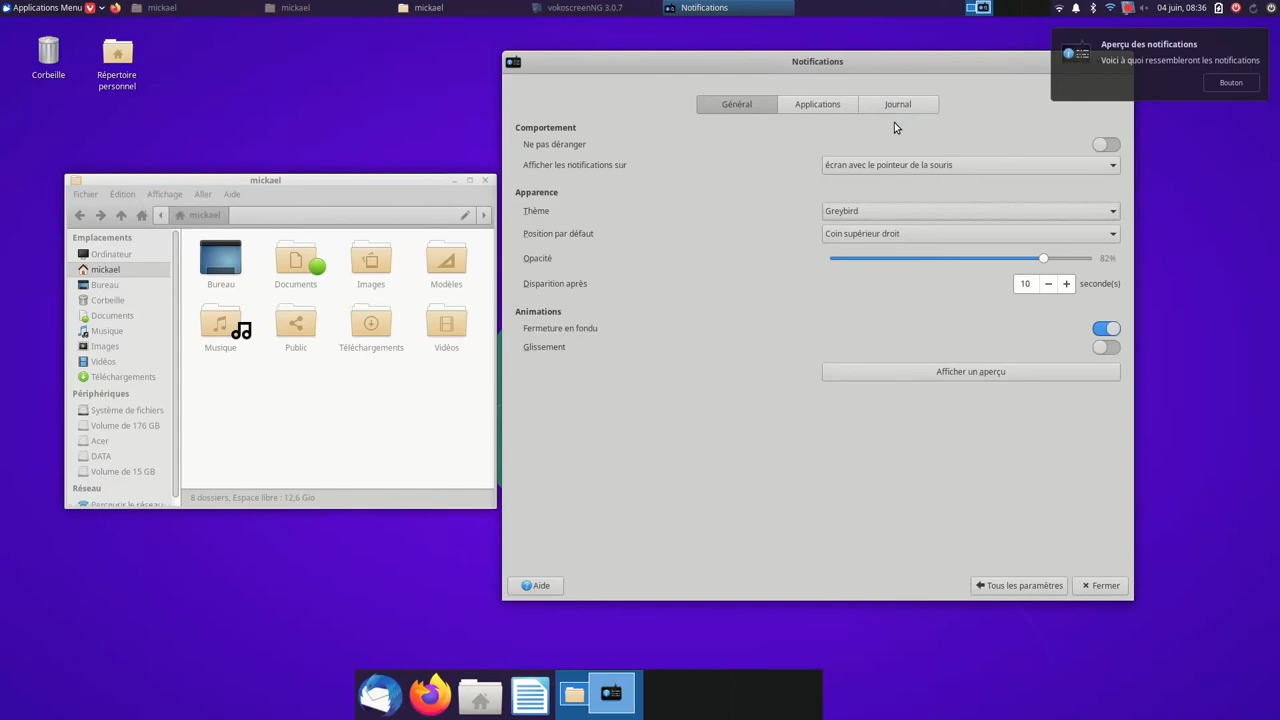 Applications Menu
mickael
mickael
mickael
vokoscreenNG 3.0.7
Notifications
04 juin, 08:36
Corbeille
Répertoire
personnel
Aperçu des notifications
Voici à quoi ressembleront les notifications
Bouton
Notifications
Général
Applications
Journal
Comportement
Ne pas déranger
Afficher les notifications sur
écran avec le pointeur de la souris
Apparence
Thème
Greybird
Position par défaut
Coin supérieur droit
Opacité
82%
Disparition après
10
seconde(s)
Animations
Fermeture en fondu
Glissement
Afficher un aperçu
Aide
Tous les paramètres
Fermer
mickael
Fichier
Édition
Affichage
Aller
Aide
mickael
Emplacements
Ordinateur
mickael
Bureau
Corbeille
Documents
Musique
Images
Vidéos
Téléchargements
Périphériques
Système de fichiers
Volume de 176 GB
Acer
DATA
Volume de 15 GB
Réseau
Parcourir le réseau
Bureau
Documents
Images
Modèles
Musique
Public
Téléchargements
Vidéos
8 dossiers, Espace libre : 12,6 Gio